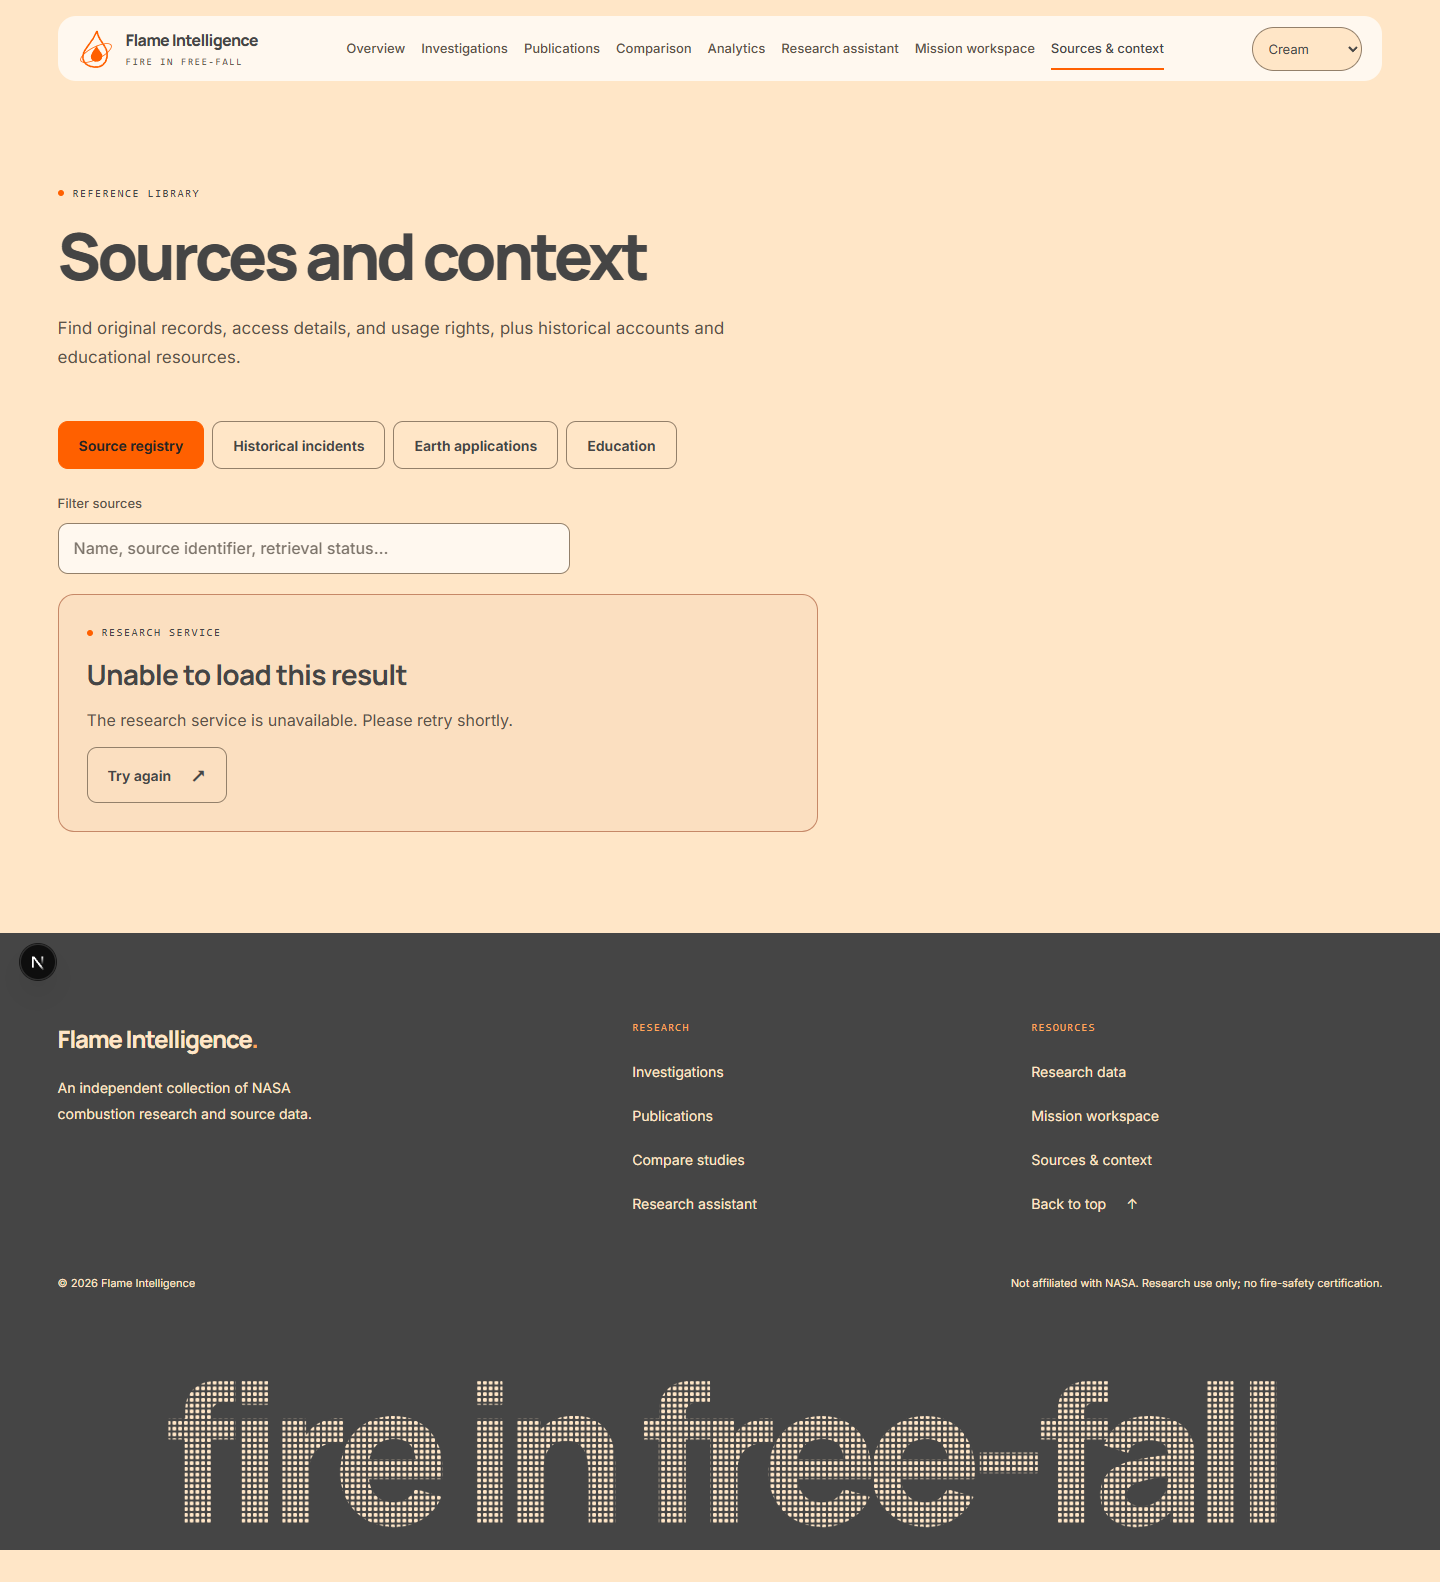 Flame Intelligence
FIRE IN FREE-FALL
Overview Investigations Publications Comparison Analytics Research assistant Mission workspace Sources & context
Cream
REFERENCE LIBRARY
Sources and context
Find original records, access details, and usage rights, plus historical accounts and
educational resources.
Source registry Historical incidents Earth applications Education
Filter sources
Name, source identifier, retrieval status...
RESEARCH SERVICE
Unable to load this result
The research service is unavailable. Please retry shortly.
Try again ↗
N
Flame Intelligence.
An independent collection of NASA
combustion research and source data.
RESEARCH
Investigations
Publications
Compare studies
Research assistant
RESOURCES
Research data
Mission workspace
Sources & context
Back to top ↑
© 2026 Flame Intelligence
Not affiliated with NASA. Research use only; no fire-safety certification.
fire in free-fall